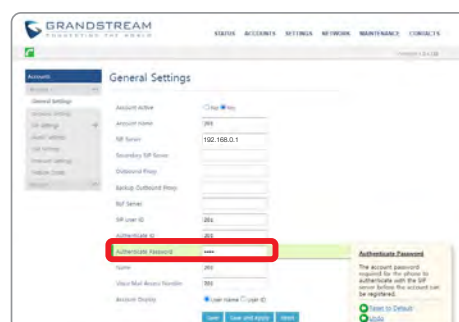 GRANDSTREAM
CONNECTING THE WORLD
STATUS ACCOUNTS SETTINGS NETWORK MAINTENANCE CONTACTS
Accounts
General Settings
General Settings
Account Active No Yes
Account Name 201
SIP Server 192.168.0.1
Secondary SIP Server
Outbound Proxy
Backup Outbound Proxy
BLF Server
SIP User ID 201
Authenticate ID 201
Authenticate Password ••••
Name 201
Voice Mail Access Number 201
Account Display User Name User ID
Save Save and Apply Reset
Authenticate Password
The account password
required for the phone to
authenticate with the SIP
server before the account can
be registered.
Reset to Default
Undo